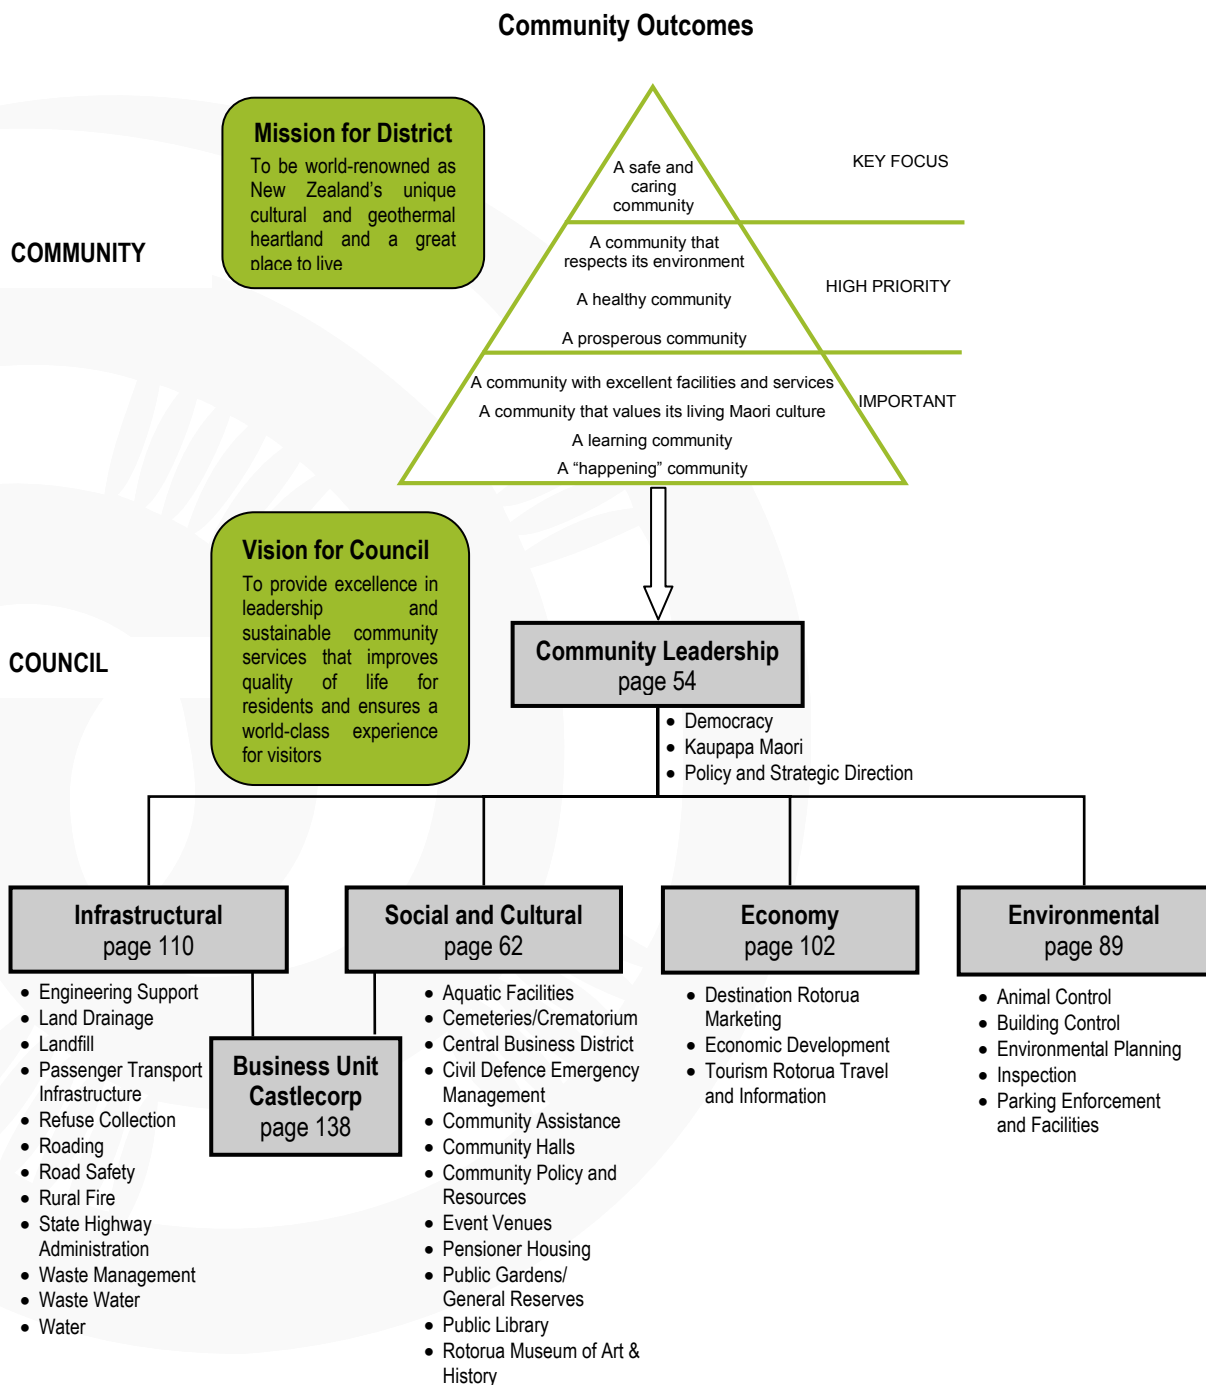 Community Outcomes
Mission for District
To be world-renowned as
New Zealand's unique
cultural and geothermal
heartland and a great
place to live
COMMUNITY
A safe and
caring
community
KEY FOCUS
A community that
respects its environment
A healthy community
A prosperous community
HIGH PRIORITY
A community with excellent facilities and services
A community that values its living Maori culture
A learning community
A “happening” community
IMPORTANT
Vision for Council
To provide excellence in
leadership and
sustainable community
services that improves
quality of life for
residents and ensures a
world-class experience
for visitors
COUNCIL
Community Leadership
page 54
• Democracy
• Kaupapa Maori
• Policy and Strategic Direction
Infrastructural
page 110
• Engineering Support
• Land Drainage
• Landfill
• Passenger Transport
Infrastructure
• Refuse Collection
• Roading
• Road Safety
• Rural Fire
• State Highway
Administration
• Waste Management
• Waste Water
• Water
Business Unit
Castlecorp
page 138
Social and Cultural
page 62
• Aquatic Facilities
• Cemeteries/Crematorium
• Central Business District
• Civil Defence Emergency
Management
• Community Assistance
• Community Halls
• Community Policy and
Resources
• Event Venues
• Pensioner Housing
• Public Gardens/
General Reserves
• Public Library
• Rotorua Museum of Art &
History
Economy
page 102
• Destination Rotorua
Marketing
• Economic Development
• Tourism Rotorua Travel
and Information
Environmental
page 89
• Animal Control
• Building Control
• Environmental Planning
• Inspection
• Parking Enforcement
and Facilities